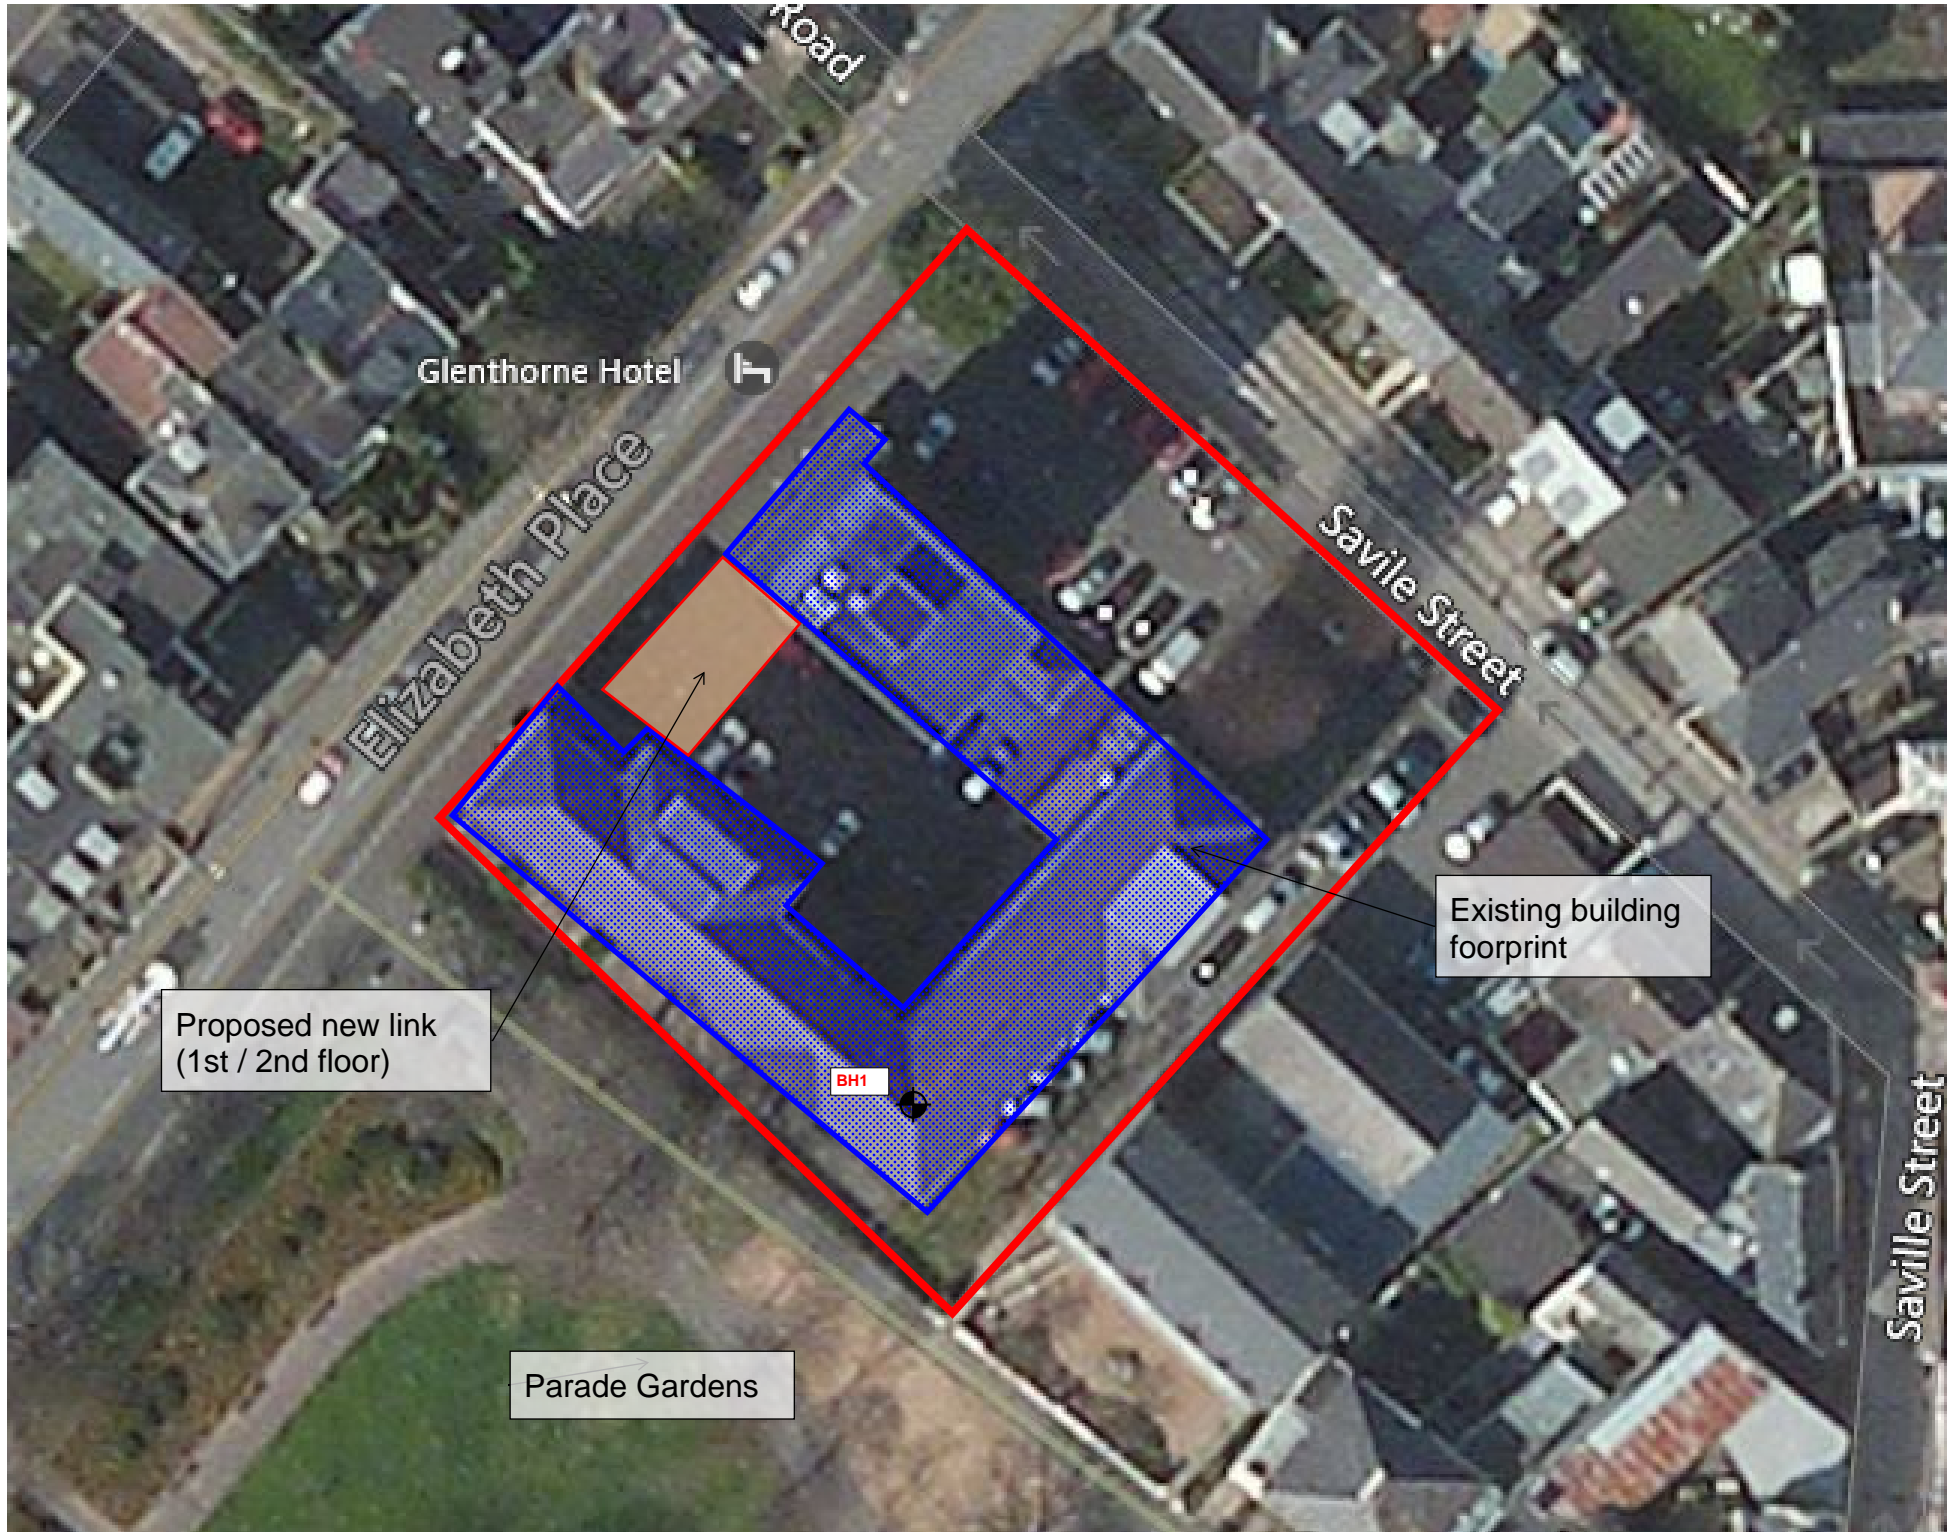 Road
Glenthorne Hotel
Elizabeth Place
Savile Street
Existing building
foorprint
Proposed new link
(1st / 2nd floor)
BH1
Saville Street
Parade Gardens